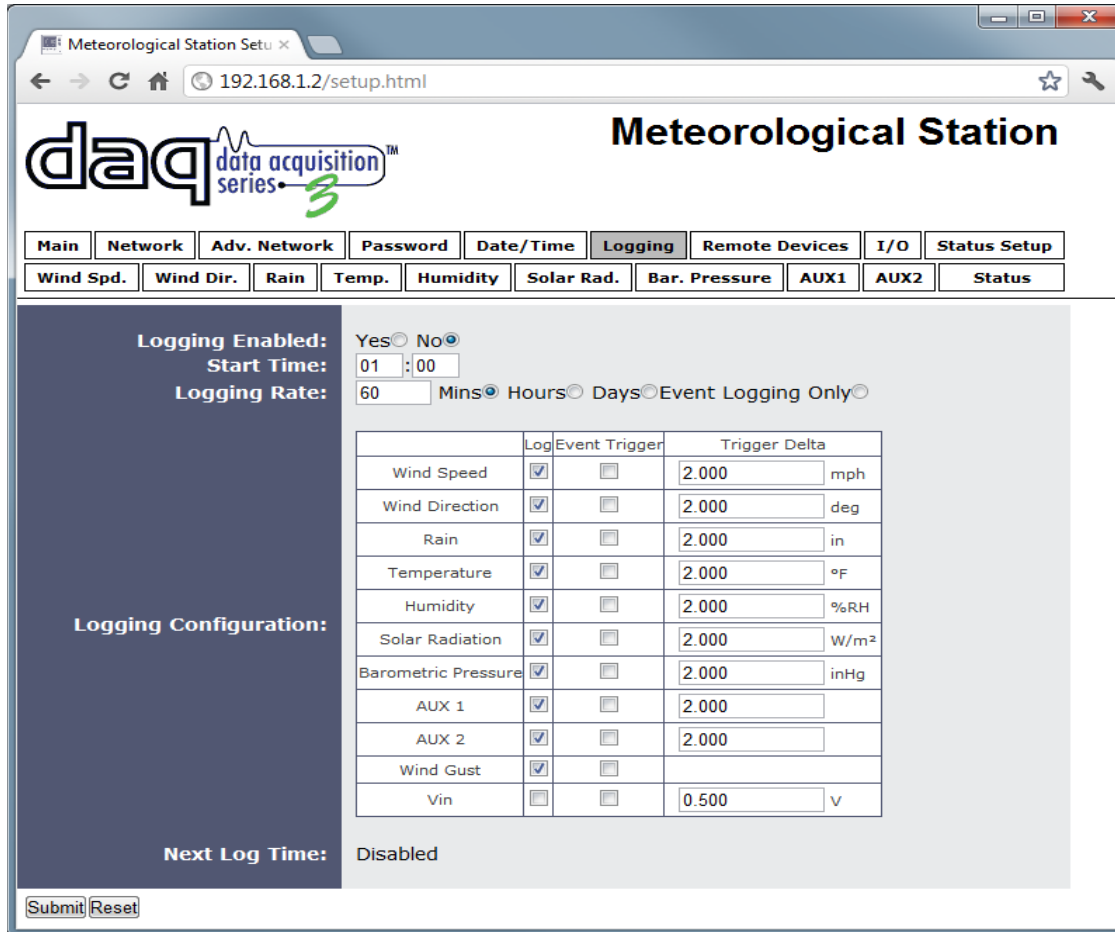 Meteorological Station Setu
192.168.1.2/setup.html
daq data acquisition series 3 ™
Meteorological Station
Main Network Adv. Network Password Date/Time Logging Remote Devices I/O Status Setup
Wind Spd. Wind Dir. Rain Temp. Humidity Solar Rad. Bar. Pressure AUX1 AUX2 Status
Logging Enabled: Yes No
Start Time: 01 : 00
Logging Rate: 60 Mins Hours Days Event Logging Only
Logging Configuration:
Log Event Trigger Trigger Delta
Wind Speed 2.000 mph
Wind Direction 2.000 deg
Rain 2.000 in
Temperature 2.000 °F
Humidity 2.000 %RH
Solar Radiation 2.000 W/m²
Barometric Pressure 2.000 inHg
AUX 1 2.000
AUX 2 2.000
Wind Gust
Vin 0.500 V
Next Log Time: Disabled
Submit Reset